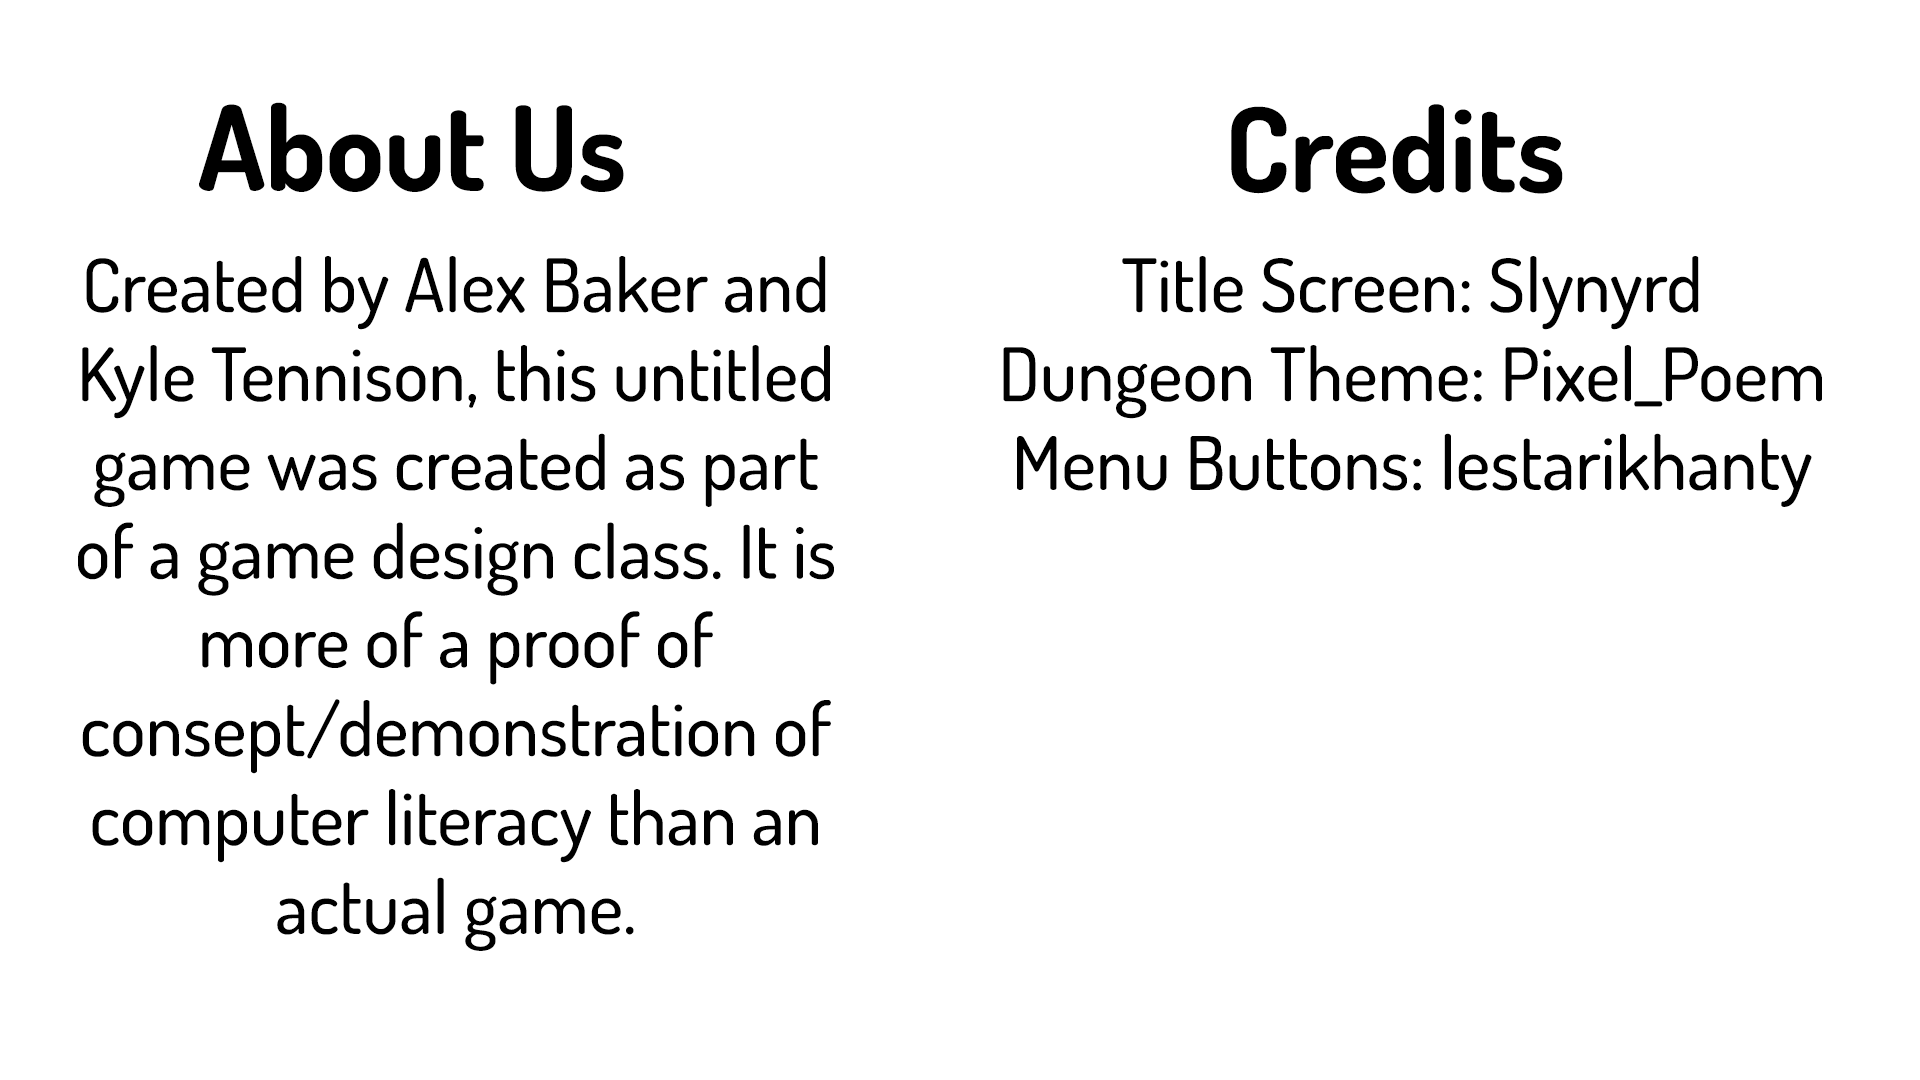 About Us
Created by Alex Baker and
Kyle Tennison, this untitled
game was created as part
of a game design class. It is
more of a proof of
consept/demonstration of
computer literacy than an
actual game.
Credits
Title Screen: Slynyrd
Dungeon Theme: Pixel_Poem
Menu Buttons: lestarikhanty